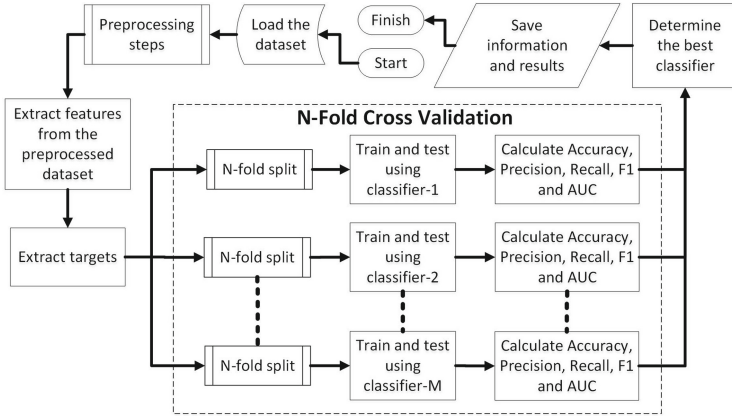 Preprocessing
steps
Load the
dataset
Finish
Start
Save
information
and results
Determine
the best
classifier
Extract features
from the
preprocessed
dataset
Extract targets
N-Fold Cross Validation
N-fold split
Train and test
using
classifier-1
Calculate Accuracy,
Precision, Recall, F1
and AUC
N-fold split
Train and test
using
classifier-2
Calculate Accuracy,
Precision, Recall, F1
and AUC
N-fold split
Train and test
using
classifier-M
Calculate Accuracy,
Precision, Recall, F1
and AUC